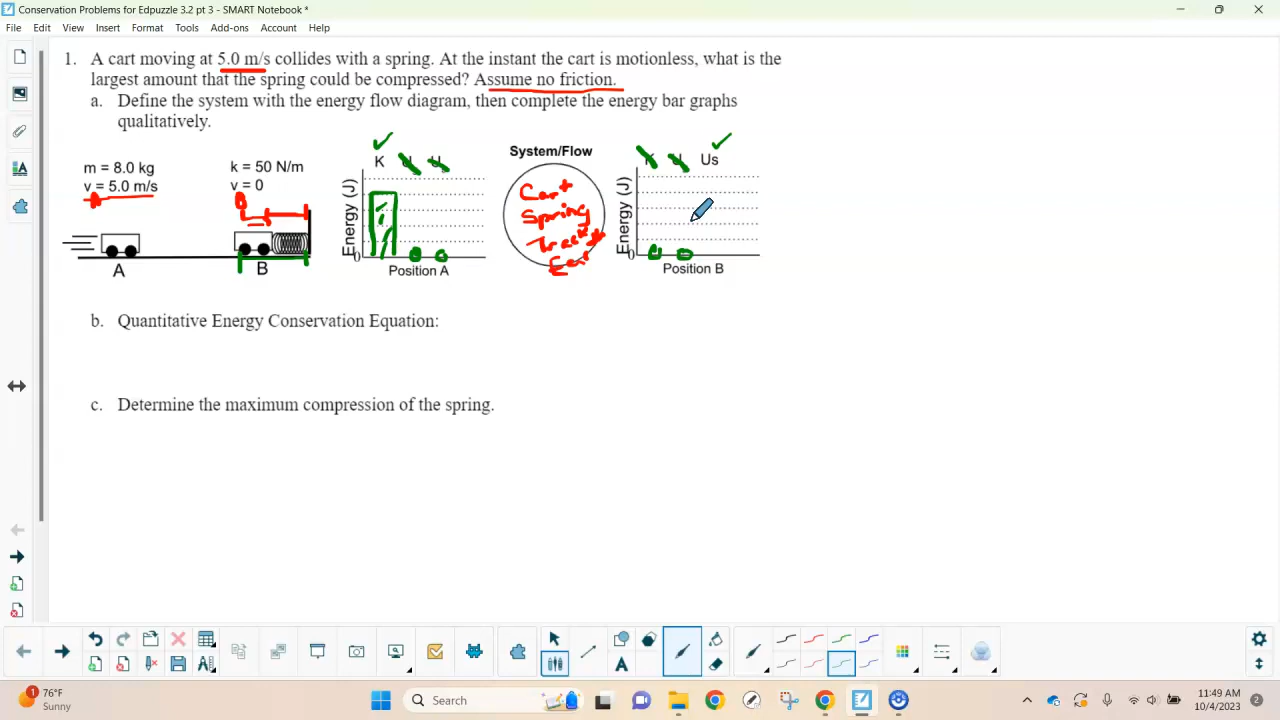 Conservation Problems for Edpuzzle 3.2 pt 3 - SMART Notebook *
File Edit View Insert Format Tools Add-ons Account Help
1. A cart moving at 5.0 m/s collides with a spring. At the instant the cart is motionless, what is the
largest amount that the spring could be compressed? Assume no friction.
a. Define the system with the energy flow diagram, then complete the energy bar graphs
qualitatively.
m = 8.0 kg
v = 5.0 m/s
k = 50 N/m
v = 0
A
B
K
Energy (J)
0
Position A
System/Flow
Cart
Spring
Track
K
Us
Energy (J)
0
Position B
b. Quantitative Energy Conservation Equation:
c. Determine the maximum compression of the spring.
76°F
Sunny
1
Search
11:49 AM
10/4/2023
2